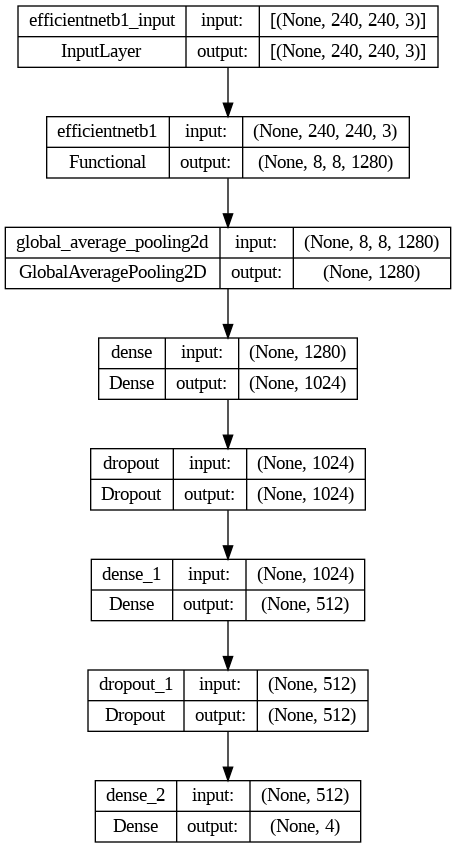 efficientnetb1_input input: [(None, 240, 240, 3)]
InputLayer output: [(None, 240, 240, 3)]
efficientnetb1 input: (None, 240, 240, 3)
Functional output: (None, 8, 8, 1280)
global_average_pooling2d input: (None, 8, 8, 1280)
GlobalAveragePooling2D output: (None, 1280)
dense input: (None, 1280)
Dense output: (None, 1024)
dropout input: (None, 1024)
Dropout output: (None, 1024)
dense_1 input: (None, 1024)
Dense output: (None, 512)
dropout_1 input: (None, 512)
Dropout output: (None, 512)
dense_2 input: (None, 512)
Dense output: (None, 4)